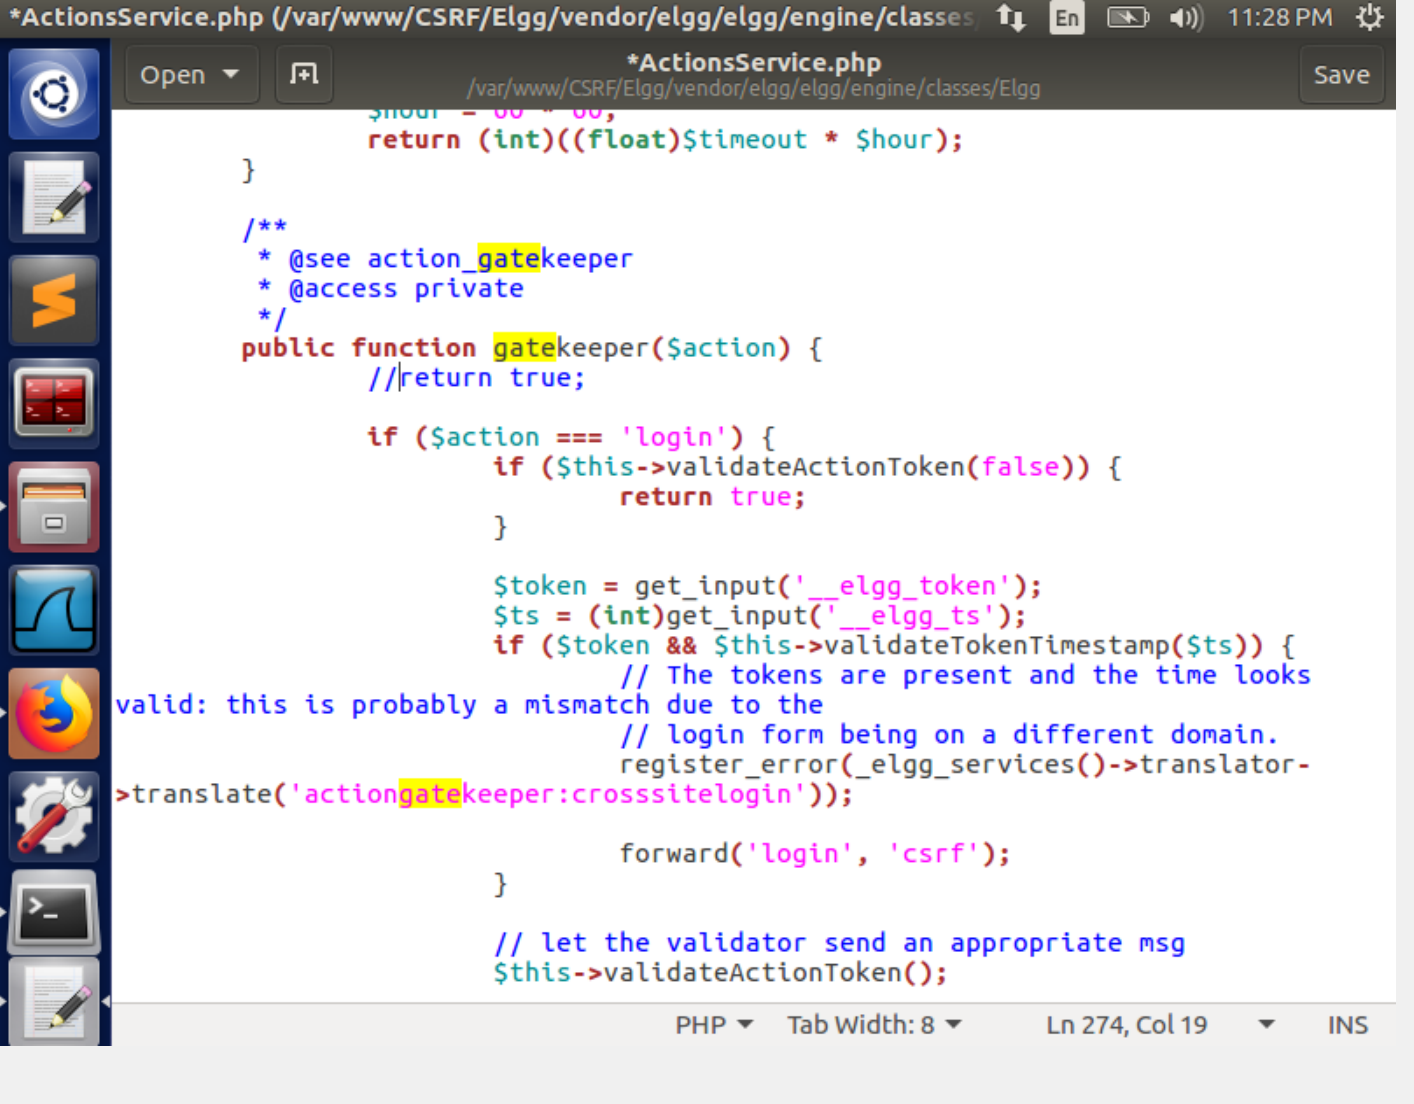 *ActionsService.php (/var/www/CSRF/Elgg/vendor/elgg/elgg/engine/classes
En
11:28 PM
Open
*ActionsService.php
/var/www/CSRF/Elgg/vendor/elgg/elgg/engine/classes/Elgg
Save
$hour = 60 * 60;
return (int)((float)$timeout * $hour);
}
/**
* @see action_gatekeeper
* @access private
*/
public function gatekeeper($action) {
//return true;
if ($action === 'login') {
if ($this->validateActionToken(false)) {
return true;
}
$token = get_input('__elgg_token');
$ts = (int)get_input('__elgg_ts');
if ($token && $this->validateTokenTimestamp($ts)) {
// The tokens are present and the time looks
valid: this is probably a mismatch due to the
// login form being on a different domain.
register_error(_elgg_services()->translator-
>translate('actiongatekeeper:crosssitelogin'));
forward('login', 'csrf');
}
// let the validator send an appropriate msg
$this->validateActionToken();
PHP
Tab Width: 8
Ln 274, Col 19
INS